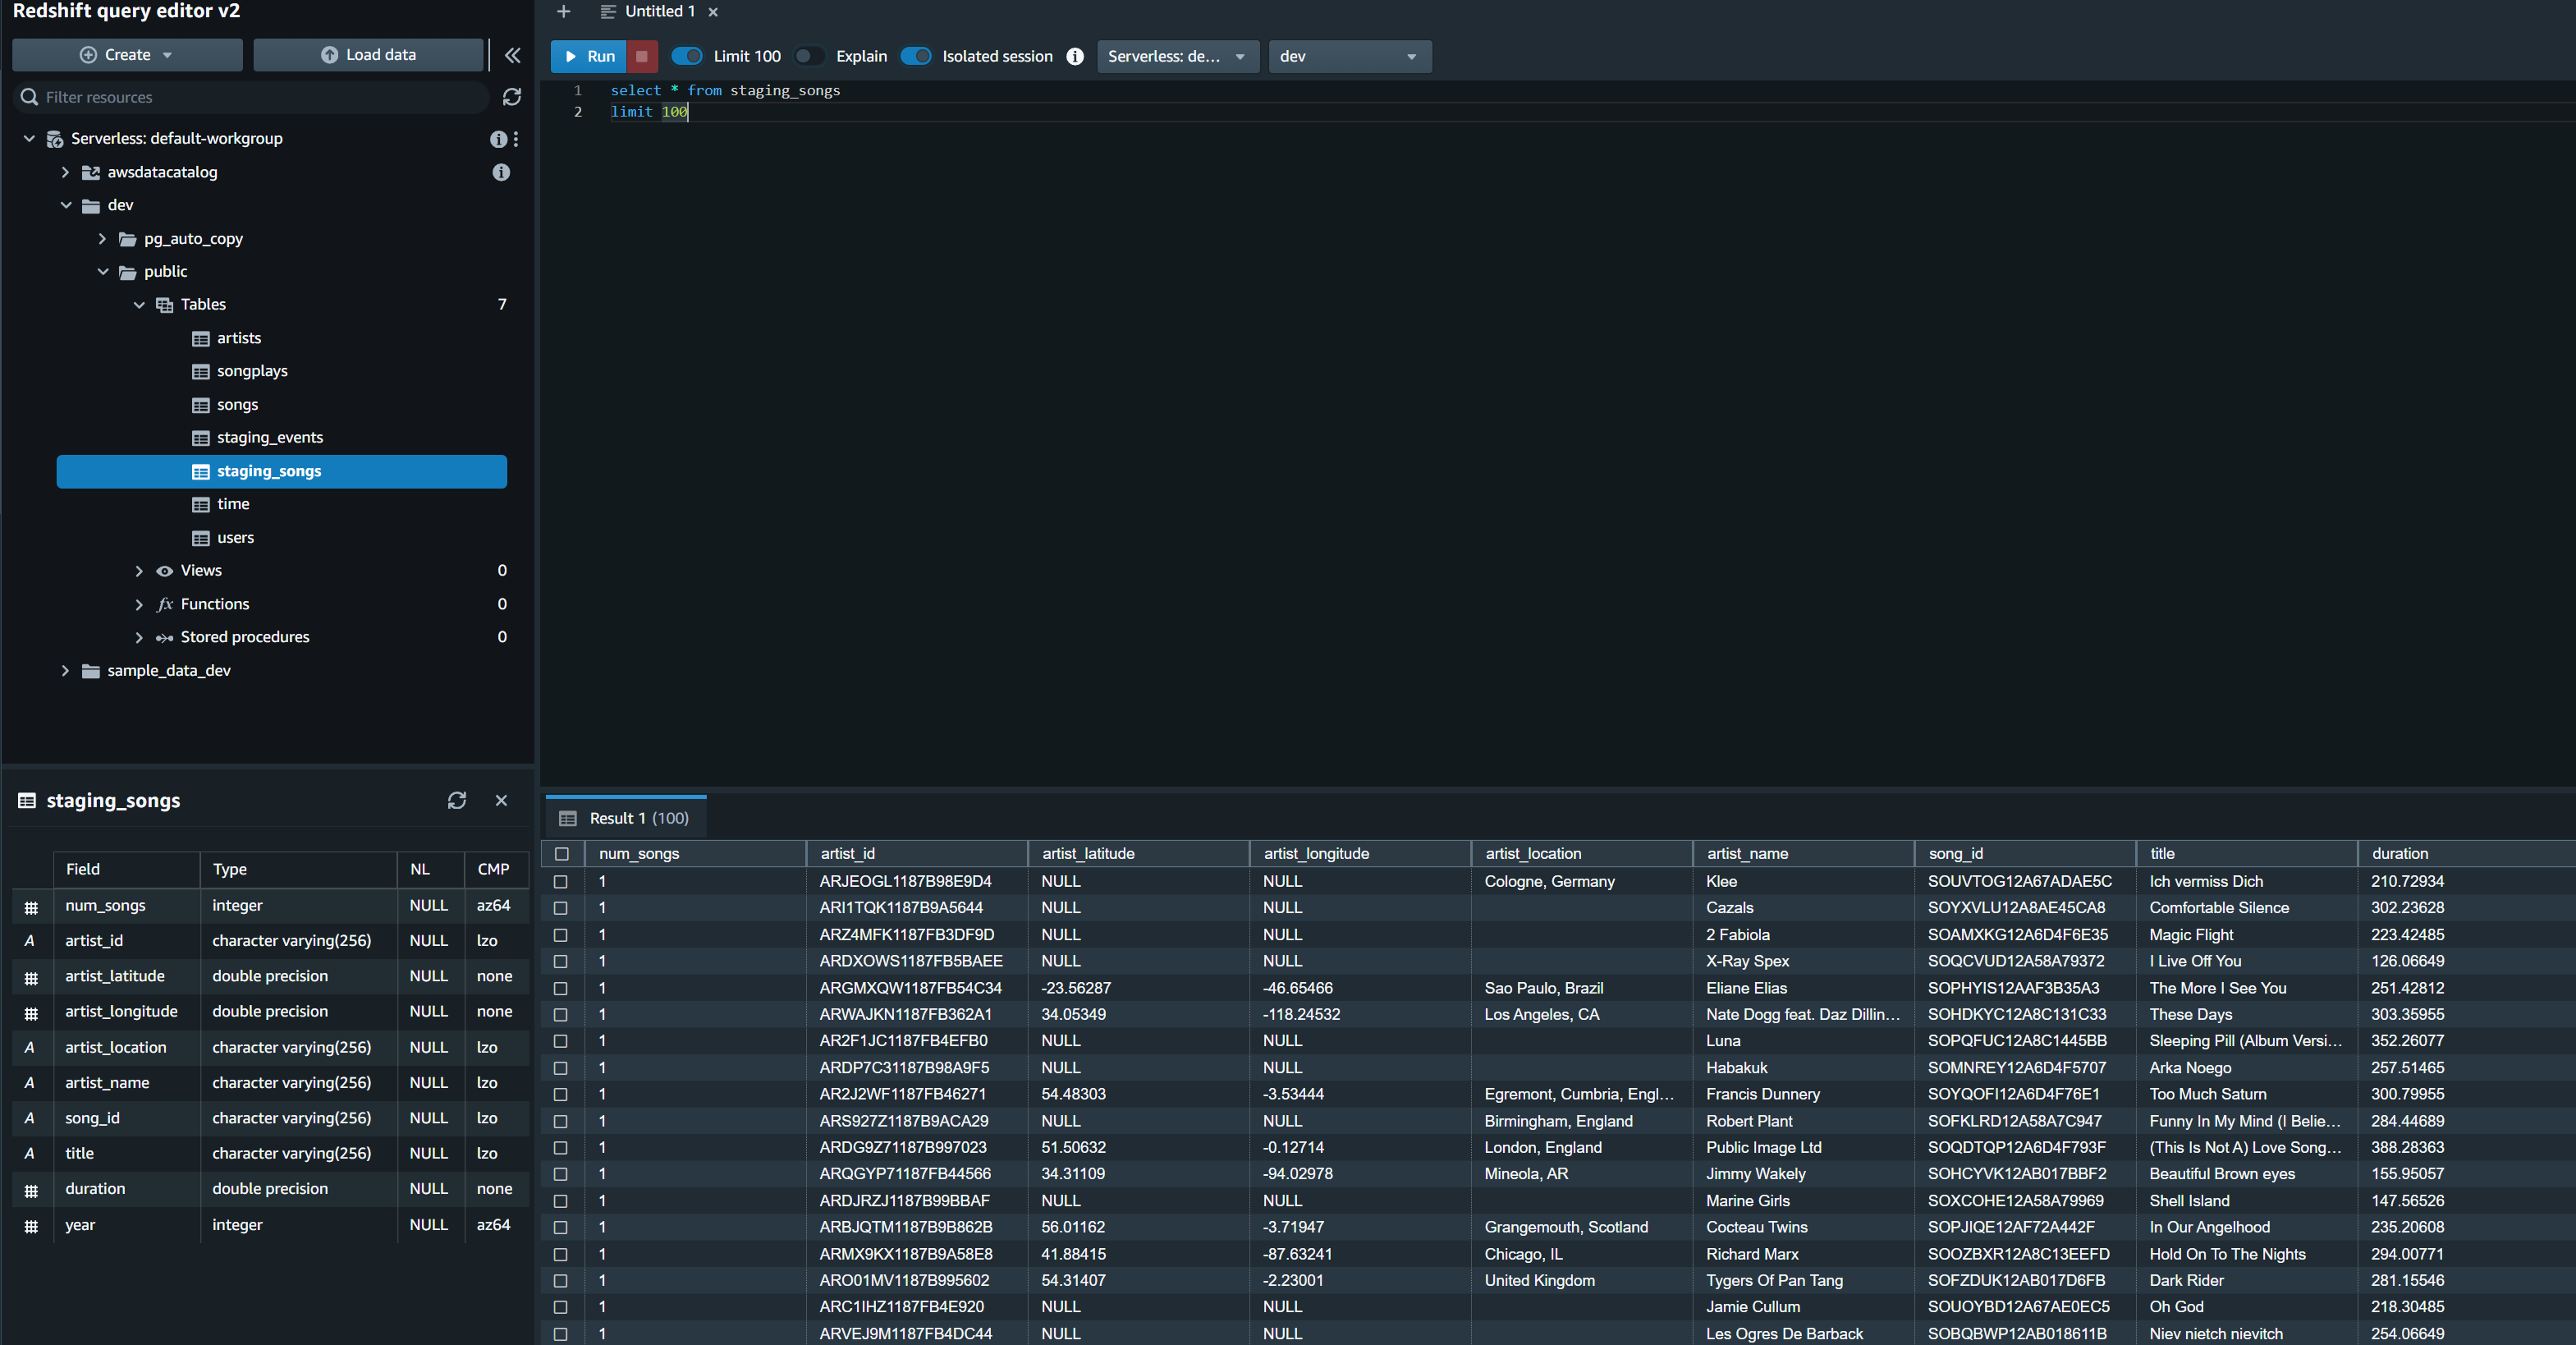 Redshift query editor v2
Create
Load data
Filter resources
Serverless: default-workgroup
awsdatacatalog
dev
pg_auto_copy
public
Tables 7
artists
songplays
songs
staging_events
staging_songs
time
users
Views 0
fx Functions 0
Stored procedures 0
sample_data_dev
staging_songs
Field Type NL CMP
num_songs integer NULL az64
A artist_id character varying(256) NULL lzo
artist_latitude double precision NULL none
artist_longitude double precision NULL none
A artist_location character varying(256) NULL lzo
A artist_name character varying(256) NULL lzo
A song_id character varying(256) NULL lzo
A title character varying(256) NULL lzo
duration double precision NULL none
year integer NULL az64
Untitled 1
Run Limit 100 Explain Isolated session Serverless: de... dev
1 select * from staging_songs
2 limit 100
Result 1 (100)
num_songs artist_id artist_latitude artist_longitude artist_location artist_name song_id title duration
1 ARJEOGL1187B98E9D4 NULL NULL Cologne, Germany Klee SOUVTOG12A67ADAE5C Ich vermiss Dich 210.72934
1 ARI1TQK1187B9A5644 NULL NULL Cazals SOYXVLU12A8AE45CA8 Comfortable Silence 302.23628
1 ARZ4MFK1187FB3DF9D NULL NULL 2 Fabiola SOAMXKG12A6D4F6E35 Magic Flight 223.42485
1 ARDXOWS1187FB5BAEE NULL NULL X-Ray Spex SOQCVUD12A58A79372 I Live Off You 126.06649
1 ARGMXQW1187FB54C34 -23.56287 -46.65466 Sao Paulo, Brazil Eliane Elias SOPHYIS12AAF3B35A3 The More I See You 251.42812
1 ARWAJKN1187FB362A1 34.05349 -118.24532 Los Angeles, CA Nate Dogg feat. Daz Dillin... SOHDKYC12A8C131C33 These Days 303.35955
1 AR2F1JC1187FB4EFB0 NULL NULL Luna SOPQFUC12A8C1445BB Sleeping Pill (Album Versi... 352.26077
1 ARDP7C31187B98A9F5 NULL NULL Habakuk SOMNREY12A6D4F5707 Arka Noego 257.51465
1 AR2J2WF1187FB46271 54.48303 -3.53444 Egremont, Cumbria, Engl... Francis Dunnery SOYQOFI12A6D4F76E1 Too Much Saturn 300.79955
1 ARS927Z1187B9ACA29 NULL NULL Birmingham, England Robert Plant SOFKLRD12A58A7C947 Funny In My Mind (I Belie... 284.44689
1 ARDG9Z71187B997023 51.50632 -0.12714 London, England Public Image Ltd SOQDTQP12A6D4F793F (This Is Not A) Love Song... 388.28363
1 ARQGYP71187FB44566 34.31109 -94.02978 Mineola, AR Jimmy Wakely SOHCYVK12AB017BBF2 Beautiful Brown eyes 155.95057
1 ARDJRZJ1187B99BBAF NULL NULL Marine Girls SOXCOHE12A58A79969 Shell Island 147.56526
1 ARBJQTM1187B9B862B 56.01162 -3.71947 Grangemouth, Scotland Cocteau Twins SOPJIQE12AF72A442F In Our Angelhood 235.20608
1 ARMX9KX1187B9A58E8 41.88415 -87.63241 Chicago, IL Richard Marx SOOZBXR12A8C13EEFD Hold On To The Nights 294.00771
1 ARO01MV1187B995602 54.31407 -2.23001 United Kingdom Tygers Of Pan Tang SOFZDUK12AB017D6FB Dark Rider 281.15546
1 ARC1IHZ1187FB4E920 NULL NULL Jamie Cullum SOUOYBD12A67AE0EC5 Oh God 218.30485
1 ARVEJ9M1187FB4DC44 NULL NULL Les Ogres De Barback SOBQBWP12AB018611B Niev nietch nievitch 254.06649